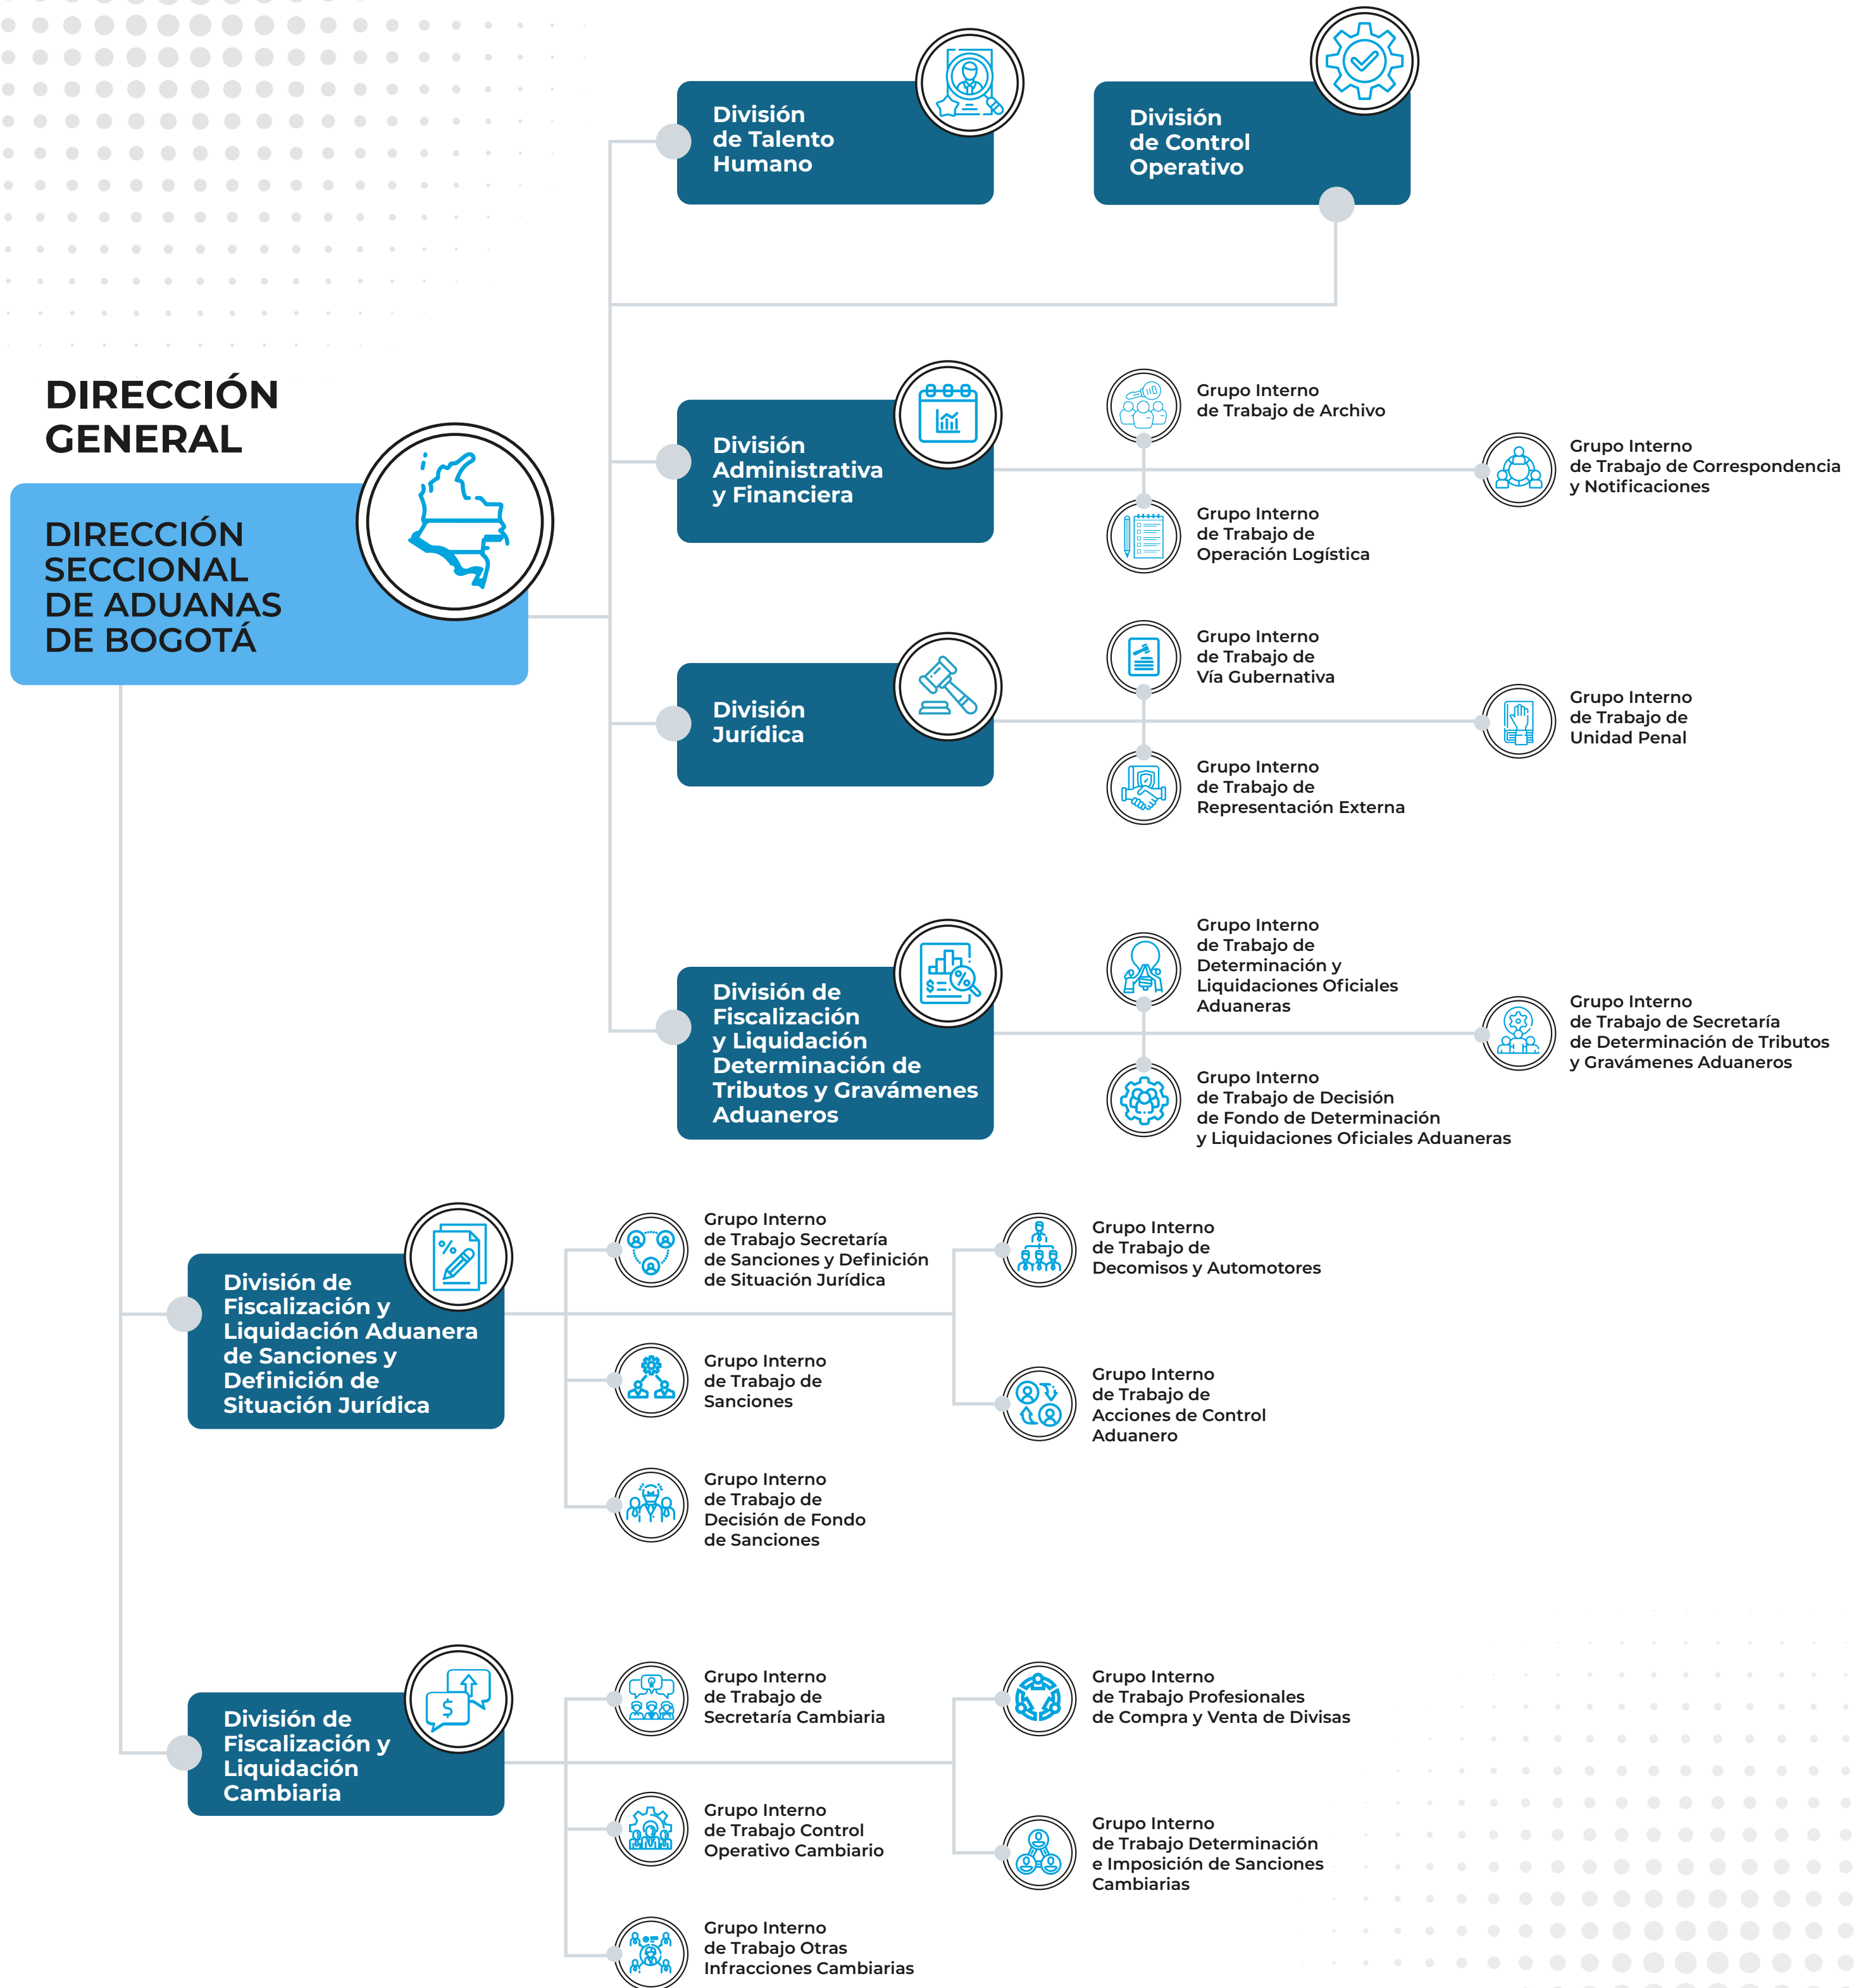 DIRECCIÓN
GENERAL
DIRECCIÓN
SECCIONAL
DE ADUANAS
DE BOGOTÁ
División
de Talento
Humano
División
de Control
Operativo
División
Administrativa
y Financiera
Grupo Interno
de Trabajo de Archivo
Grupo Interno
de Trabajo de Correspondencia
y Notificaciones
Grupo Interno
de Trabajo de
Operación Logística
División
Jurídica
Grupo Interno
de Trabajo de
Vía Gubernativa
Grupo Interno
de Trabajo de
Unidad Penal
Grupo Interno
de Trabajo de
Representación Externa
División de
Fiscalización
y Liquidación
Determinación de
Tributos y Gravámenes
Aduaneros
Grupo Interno
de Trabajo de
Determinación y
Liquidaciones Oficiales
Aduaneras
Grupo Interno
de Trabajo de Secretaría
de Determinación de Tributos
y Gravámenes Aduaneros
Grupo Interno
de Trabajo de Decisión
de Fondo de Determinación
y Liquidaciones Oficiales Aduaneras
División de
Fiscalización y
Liquidación Aduanera
de Sanciones y
Definición de
Situación Jurídica
Grupo Interno
de Trabajo Secretaría
de Sanciones y Definición
de Situación Jurídica
Grupo Interno
de Trabajo de
Decomisos y Automotores
Grupo Interno
de Trabajo de
Sanciones
Grupo Interno
de Trabajo de
Acciones de Control
Aduanero
Grupo Interno
de Trabajo de
Decisión de Fondo
de Sanciones
División de
Fiscalización y
Liquidación
Cambiaria
Grupo Interno
de Trabajo de
Secretaría Cambiaria
Grupo Interno
de Trabajo Profesionales
de Compra y Venta de Divisas
Grupo Interno
de Trabajo Control
Operativo Cambiario
Grupo Interno
de Trabajo Determinación
e Imposición de Sanciones
Cambiarias
Grupo Interno
de Trabajo Otras
Infracciones Cambiarias